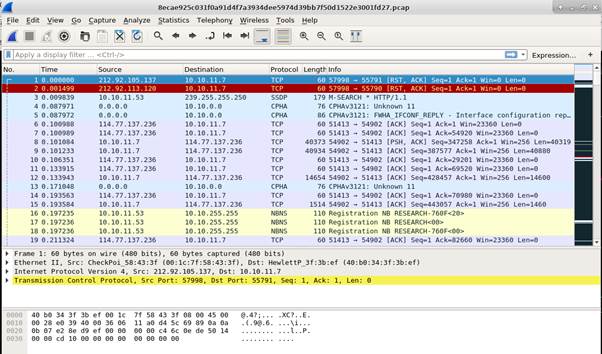 8ecae925c031f0a91d4f7a3934dee5974d39bb7f50d1522e3001fd27.pcap
File Edit View Go Capture Analyze Statistics Telephony Wireless Tools Help
Apply a display filter ... <Ctrl-/> Expression... +
No. Time Source Destination Protocol Length Info
1 0.000000 212.92.105.137 10.10.11.7 TCP 60 57998 → 55791 [RST, ACK] Seq=1 Ack=1 Win=0 Len=0
2 0.001499 212.92.113.120 10.10.11.7 TCP 60 57998 → 55790 [RST, ACK] Seq=1 Ack=1 Win=0 Len=0
3 0.009839 10.10.11.53 239.255.255.250 SSDP 179 M-SEARCH * HTTP/1.1
4 0.087971 0.0.0.0 0.0.0.0 CPHA 76 CPHAv3121: Unknown 11
5 0.087972 0.0.0.0 0.0.0.0 CPHA 86 CPHAv3121: FWHA_IFCONF_REPLY - Interface configuration rep...
6 0.100988 114.77.137.236 10.10.11.7 TCP 60 51413 → 54902 [ACK] Seq=1 Ack=1 Win=23360 Len=0
7 0.100989 114.77.137.236 10.10.11.7 TCP 60 51413 → 54902 [ACK] Seq=1 Ack=54920 Win=23360 Len=0
8 0.101084 10.10.11.7 114.77.137.236 TCP 40373 54902 → 51413 [PSH, ACK] Seq=347258 Ack=1 Win=256 Len=40319
9 0.101233 10.10.11.7 114.77.137.236 TCP 40934 54902 → 51413 [ACK] Seq=387577 Ack=1 Win=256 Len=40880
10 0.106351 114.77.137.236 10.10.11.7 TCP 60 51413 → 54902 [ACK] Seq=1 Ack=29201 Win=23360 Len=0
11 0.133915 114.77.137.236 10.10.11.7 TCP 60 51413 → 54902 [ACK] Seq=1 Ack=69520 Win=23360 Len=0
12 0.133943 10.10.11.7 114.77.137.236 TCP 14654 54902 → 51413 [ACK] Seq=428457 Ack=1 Win=256 Len=14600
13 0.171048 0.0.0.0 0.0.0.0 CPHA 76 CPHAv3121: Unknown 11
14 0.193563 114.77.137.236 10.10.11.7 TCP 60 51413 → 54902 [ACK] Seq=1 Ack=70980 Win=23360 Len=0
15 0.193584 10.10.11.7 114.77.137.236 TCP 1514 54902 → 51413 [ACK] Seq=443057 Ack=1 Win=256 Len=1460
16 0.197235 10.10.11.53 10.10.255.255 NBNS 110 Registration NB RESEARCH-760F<20>
17 0.197236 10.10.11.53 10.10.255.255 NBNS 110 Registration NB RESEARCH<00>
18 0.197236 10.10.11.53 10.10.255.255 NBNS 110 Registration NB RESEARCH-760F<00>
19 0.211324 114.77.137.236 10.10.11.7 TCP 60 51413 → 54902 [ACK] Seq=1 Ack=82660 Win=23360 Len=0
Frame 1: 60 bytes on wire (480 bits), 60 bytes captured (480 bits)
Ethernet II, Src: CheckPoi_58:43:3f (00:1c:7f:58:43:3f), Dst: HewlettP_3f:3b:ef (40:b0:34:3f:3b:ef)
Internet Protocol Version 4, Src: 212.92.105.137, Dst: 10.10.11.7
Transmission Control Protocol, Src Port: 57998, Dst Port: 55791, Seq: 1, Ack: 1, Len: 0
0000 40 b0 34 3f 3b ef 00 1c 7f 58 43 3f 08 00 45 00 @.4?;... .XC?..E.
0010 00 28 e0 39 40 00 36 06 11 a0 d4 5c 69 89 0a 0a .(.9@.6. ...\i...
0020 0b 07 e2 8e d9 ef 00 00 00 00 c4 6c 0e de 50 14 ........ ...l..P.
0030 00 00 cd 10 00 00 00 00 00 00 00 00 ........ ....